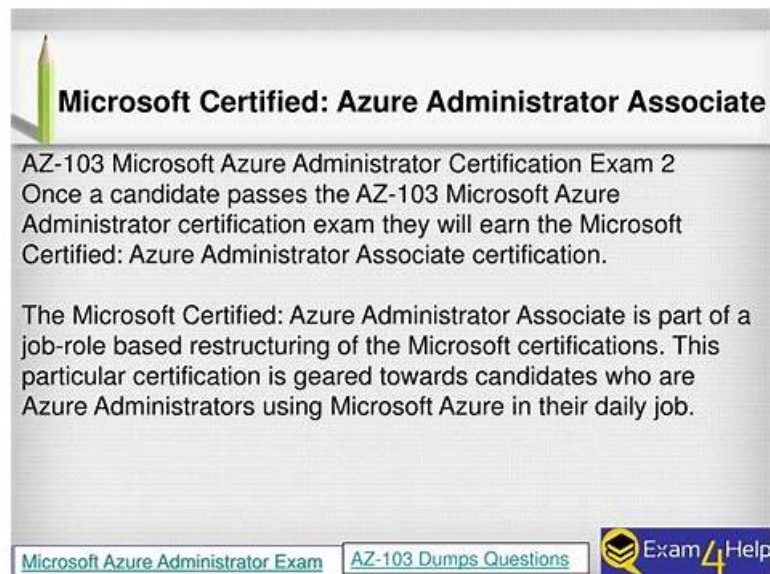 Microsoft Certified: Azure Administrator Associate
AZ-103 Microsoft Azure Administrator Certification Exam 2
Once a candidate passes the AZ-103 Microsoft Azure
Administrator certification exam they will earn the Microsoft
Certified: Azure Administrator Associate certification.
The Microsoft Certified: Azure Administrator Associate is part of a
job-role based restructuring of the Microsoft certifications. This
particular certification is geared towards candidates who are
Azure Administrators using Microsoft Azure in their daily job.
Microsoft Azure Administrator Exam
AZ-103 Dumps Questions
Exam4Help